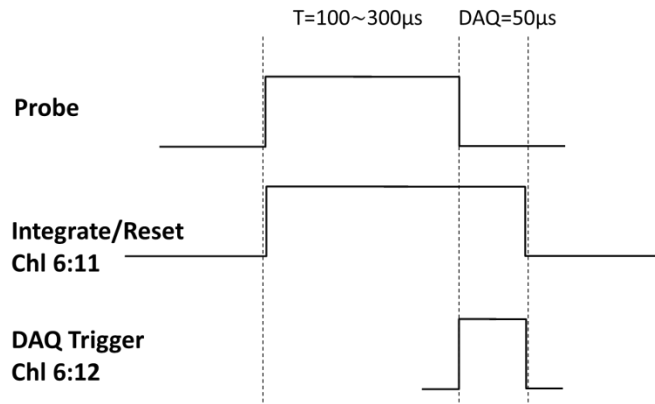 T=100~300µs DAQ=50µs
Probe
Integrate/Reset
Chl 6:11
DAQ Trigger
Chl 6:12